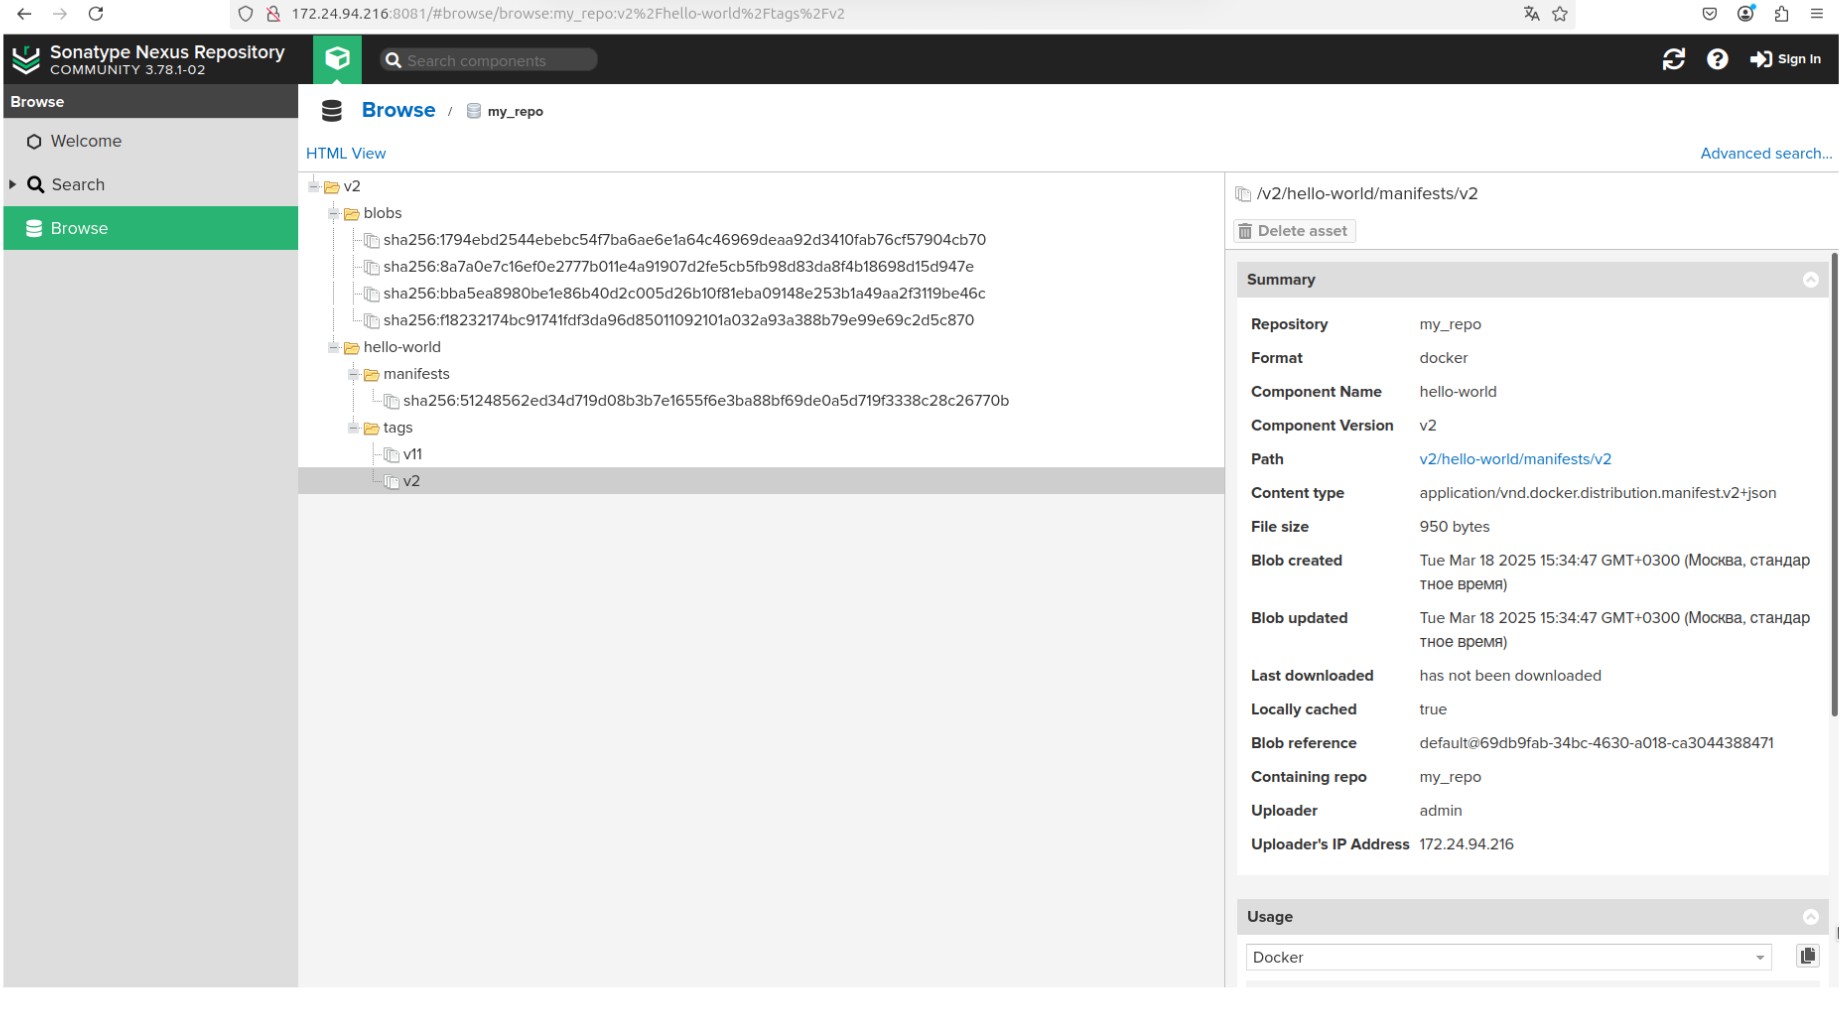 172.24.94.216:8081/#browse/browse:my_repo:v2%2Fhello-world%2Ftags%2Fv2
Sonatype Nexus Repository
COMMUNITY 3.78.1-02
Search components
Sign In
Browse
Welcome
Search
Browse
Browse / my_repo
HTML View
Advanced search...
v2
blobs
sha256:1794ebd2544ebebc54f7ba6ae6e1a64c46969deaa92d3410fab76cf57904cb70
sha256:8a7a0e7c16ef0e2777b011e4a91907d2fe5cb5fb98d83da8f4b18698d15d947e
sha256:bba5ea8980be1e86b40d2c005d26b10f81eba09148e253b1a49aa2f3119be46c
sha256:f18232174bc91741fdf3da96d85011092101a032a93a388b79e99e69c2d5c870
hello-world
manifests
sha256:51248562ed34d719d08b3b7e1655f6e3ba88bf69de0a5d719f3338c28c26770b
tags
v11
v2
/v2/hello-world/manifests/v2
Delete asset
Summary
Repository my_repo
Format docker
Component Name hello-world
Component Version v2
Path v2/hello-world/manifests/v2
Content type application/vnd.docker.distribution.manifest.v2+json
File size 950 bytes
Blob created Tue Mar 18 2025 15:34:47 GMT+0300 (Москва, стандар
тное время)
Blob updated Tue Mar 18 2025 15:34:47 GMT+0300 (Москва, стандар
тное время)
Last downloaded has not been downloaded
Locally cached true
Blob reference default@69db9fab-34bc-4630-a018-ca3044388471
Containing repo my_repo
Uploader admin
Uploader's IP Address 172.24.94.216
Usage
Docker